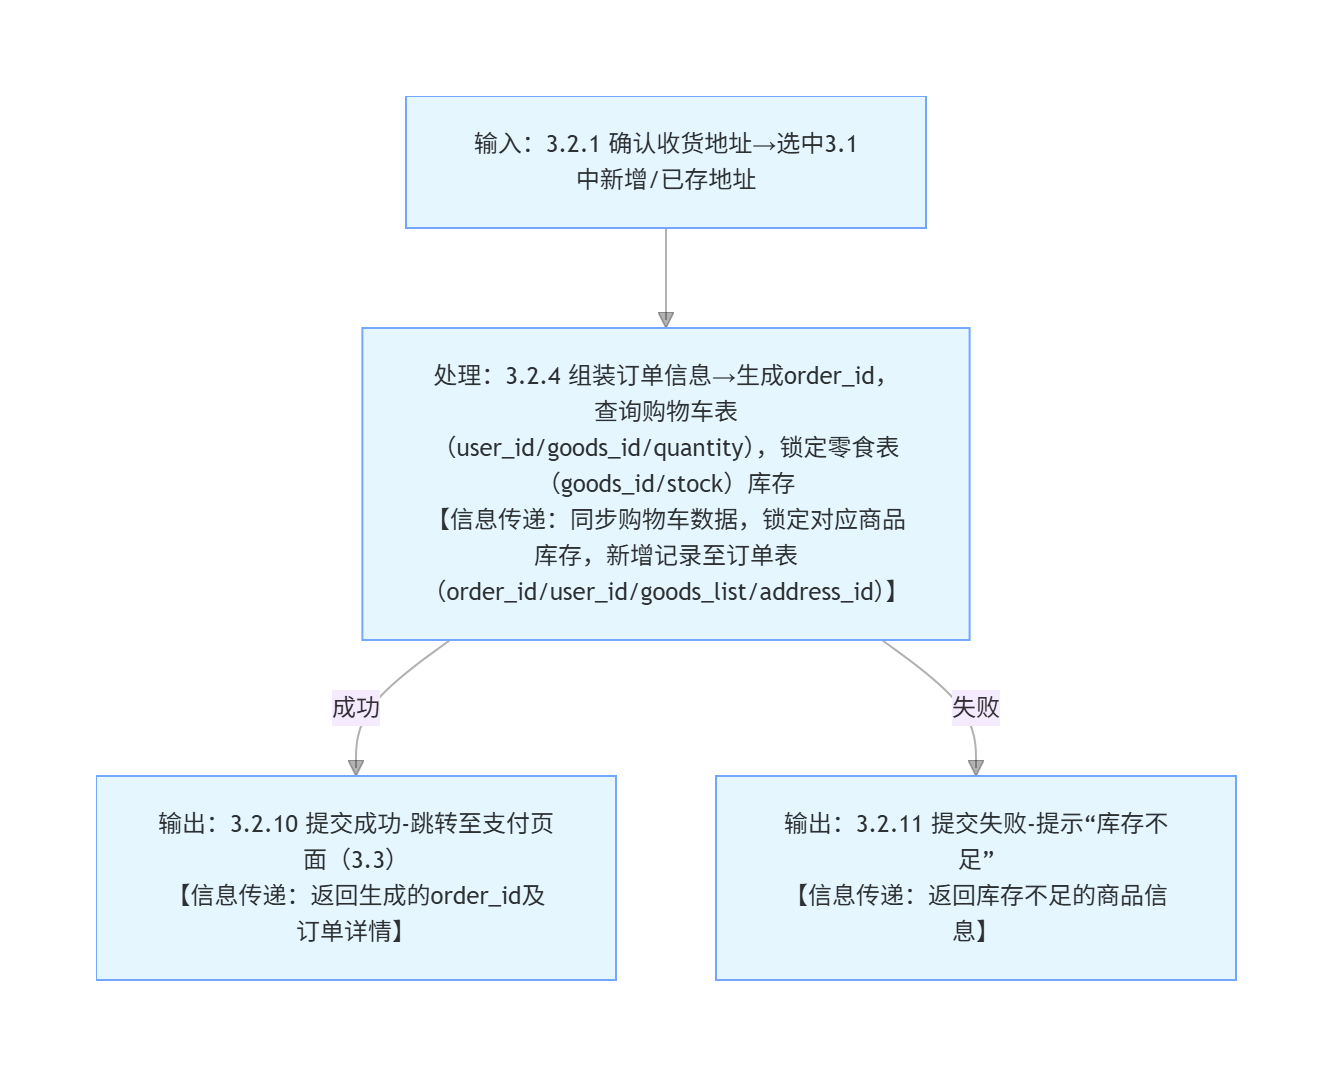 输入：3.2.1 确认收货地址→选中3.1
中新增/已存地址
处理：3.2.4 组装订单信息→生成order_id，
查询购物车表
（user_id/goods_id/quantity），锁定零食表
（goods_id/stock）库存
【信息传递：同步购物车数据，锁定对应商品
库存，新增记录至订单表
（order_id/user_id/goods_list/address_id）】
成功
失败
输出：3.2.10 提交成功-跳转至支付页
面（3.3）
【信息传递：返回生成的order_id及
订单详情】
输出：3.2.11 提交失败-提示“库存不
足”
【信息传递：返回库存不足的商品信
息】